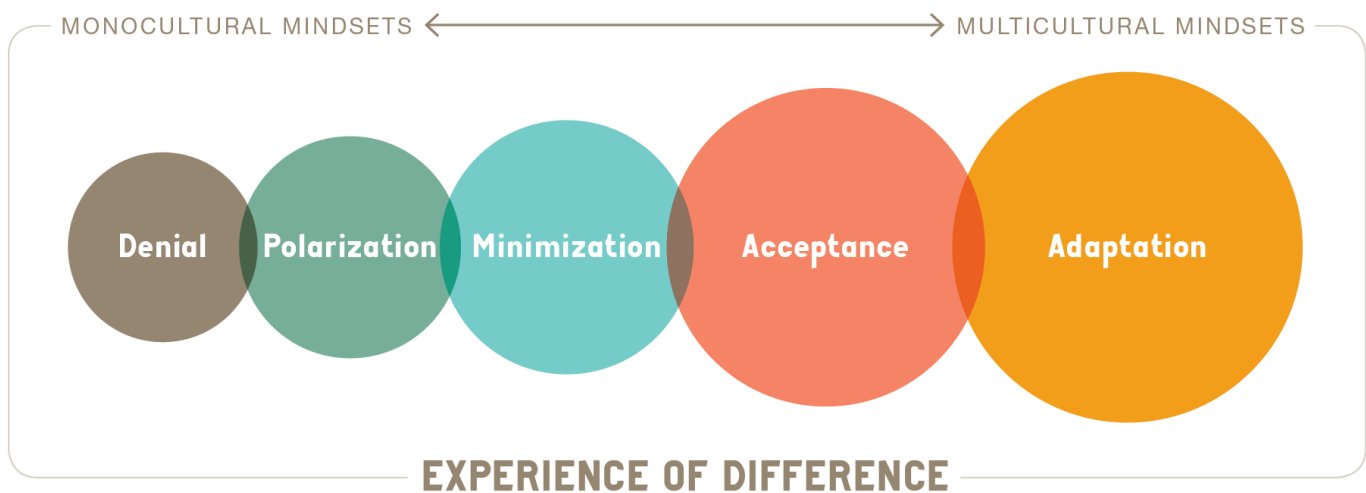 MONOCULTURAL MINDSETS MULTICULTURAL MINDSETS
Denial Polarization Minimization Acceptance Adaptation
EXPERIENCE OF DIFFERENCE